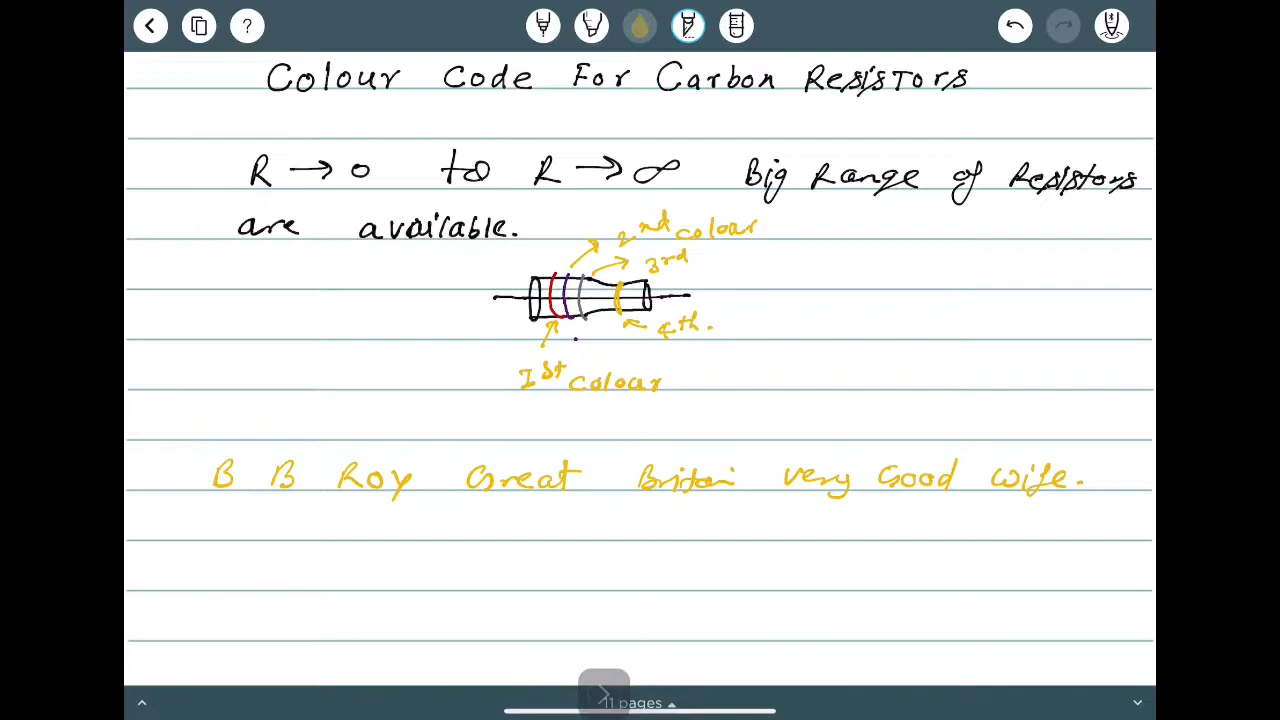 ?
Colour Code For Carbon Resistors
R → 0 to R → ∞ Big Range of Resistors
are available.
2nd colour
3rd
4th.
1st colour
B B Roy Great Britain very Good wife.
11 pages